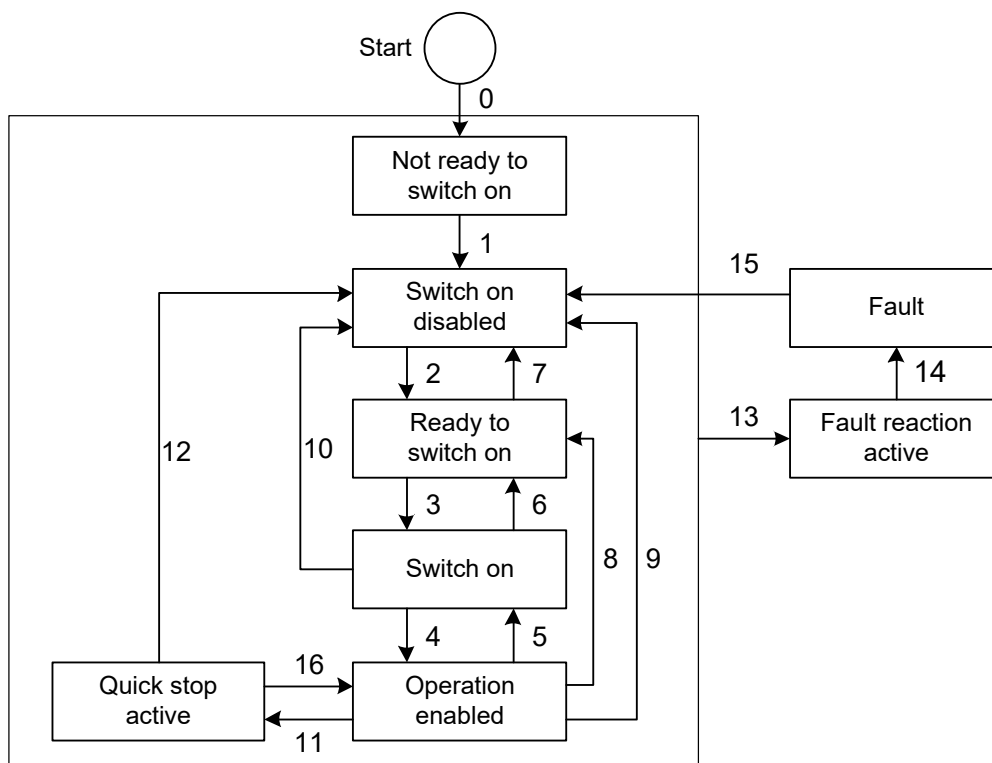 Start
0
Not ready to
switch on
1
15
Switch on
disabled
Fault
2
7
14
12
10
Ready to
switch on
13
Fault reaction
active
3
6
Switch on
8
9
4
5
16
Quick stop
active
Operation
enabled
11